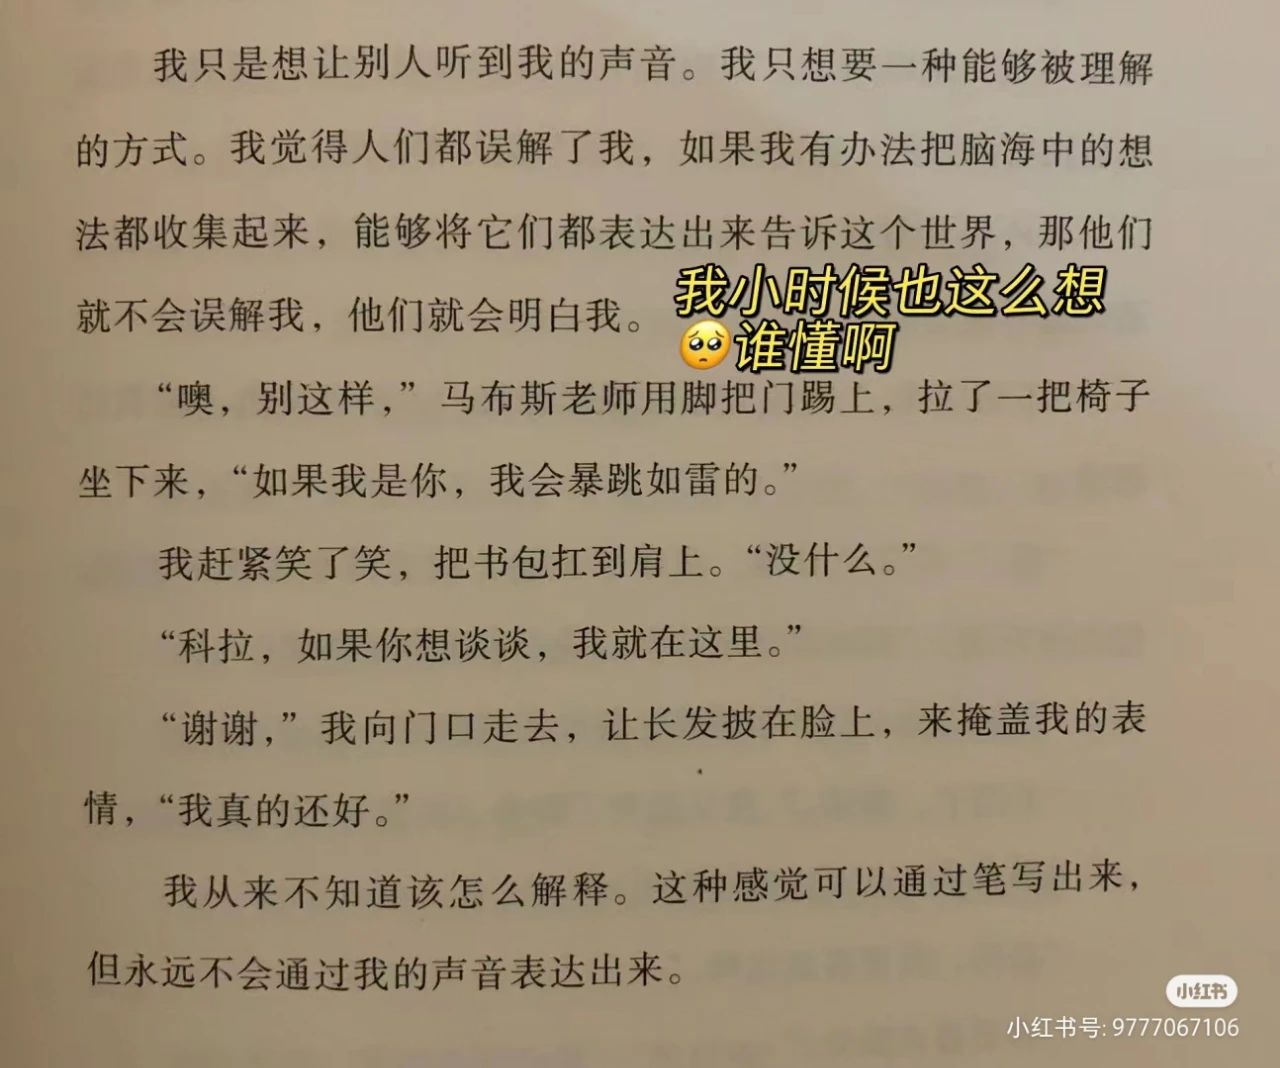 我只是想让别人听到我的声音。我只想要一种能够被理解
的方式。我觉得人们都误解了我，如果我有办法把脑海中的想
法都收集起来，能够将它们都表达出来告诉这个世界，那他们
就不会误解我，他们就会明白我。
我小时候也这么想
🥺谁懂啊
“噢，别这样，”马布斯老师用脚把门踢上，拉了一把椅子
坐下来，“如果我是你，我会暴跳如雷的。”
我赶紧笑了笑，把书包扛到肩上。“没什么。”
“科拉，如果你想谈谈，我就在这里。”
“谢谢，”我向门口走去，让长发披在脸上，来掩盖我的表
情，“我真的还好。”
我从来不知道该怎么解释。这种感觉可以通过笔写出来，
但永远不会通过我的声音表达出来。
小红书
小红书号: 9777067106